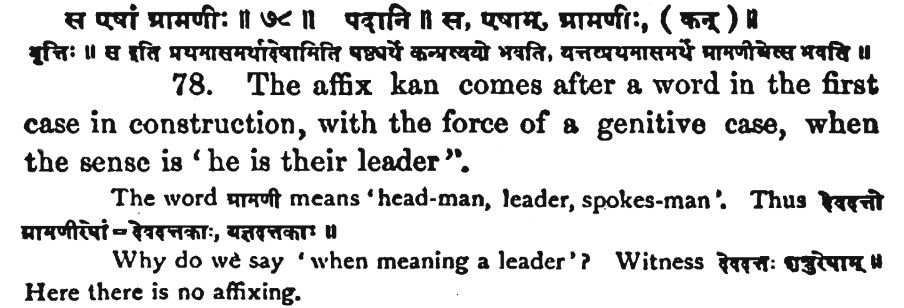 स एषां ग्रामणीः ॥ ७८ ॥ पदानि ॥ स, एषाम्, ग्रामणीः, ( कन् ) ॥
वृत्तिः ॥ स इति प्रथमासमर्थादेषामिति षष्ठ्यर्थे कन्प्रत्ययो भवति, यत्तत्प्रथमासमर्थं ग्रामणीश्चेत्स भवति ॥
78. The affix kan comes after a word in the first
case in construction, with the force of a genitive case, when
the sense is ‘he is their leader”.
The word ग्रामणी means ‘head-man, leader, spokes-man’. Thus देवदत्तो
ग्रामणीरेषां = देवदत्तकाः, यज्ञदत्तकाः ॥
Why do we say ‘when meaning a leader’? Witness देवदत्तः शत्रुरेषाम् ॥
Here there is no affixing.